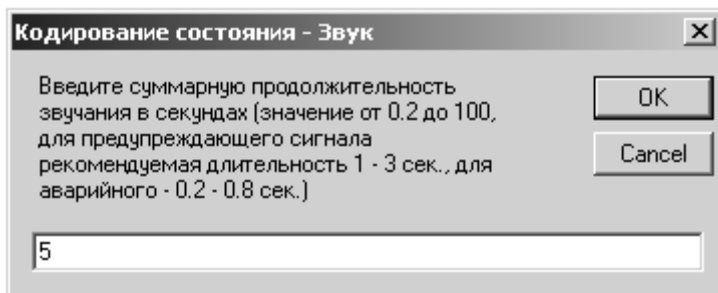 Кодирование состояния - Звук
Введите суммарную продолжительность
звучания в секундах (значение от 0.2 до 100,
для предупреждающего сигнала
рекомендуемая длительность 1 - 3 сек., для
аварийного - 0.2 - 0.8 сек.)
OK
Cancel
5